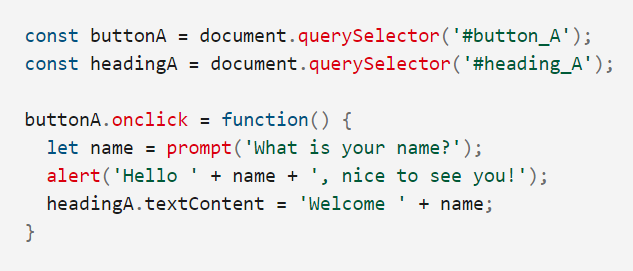 const buttonA = document.querySelector('#button_A');
const headingA = document.querySelector('#heading_A');

buttonA.onclick = function() {
  let name = prompt('What is your name?');
  alert('Hello ' + name + ', nice to see you!');
  headingA.textContent = 'Welcome ' + name;
}